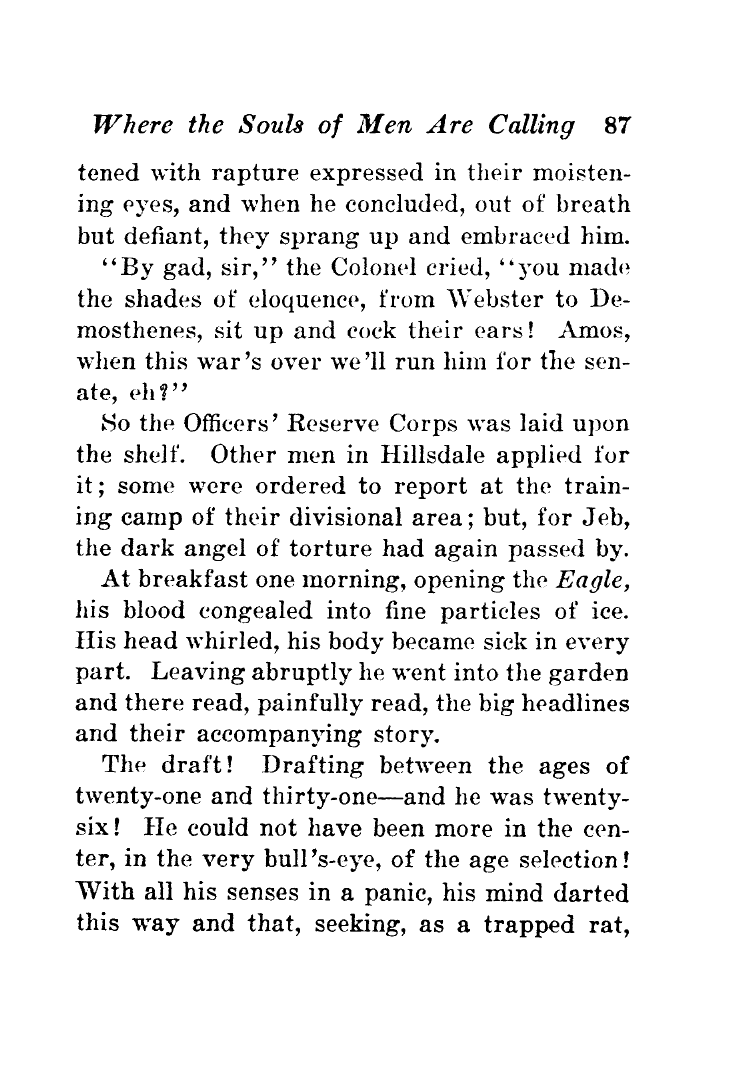 Where the Souls of Men Are Calling 87
tened with rapture expressed in their moisten-
ing eyes, and when he concluded, out of breath
but defiant, they sprang up and embraced him.
“By gad, sir,” the Colonel cried, “you made
the shades of eloquence, from Webster to De-
mosthenes, sit up and cock their ears! Amos,
when this war’s over we’ll run him for the sen-
ate, eh?”
So the Officers’ Reserve Corps was laid upon
the shelf. Other men in Hillsdale applied for
it; some were ordered to report at the train-
ing camp of their divisional area; but, for Jeb,
the dark angel of torture had again passed by.
At breakfast one morning, opening the Eagle,
his blood congealed into fine particles of ice.
His head whirled, his body became sick in every
part. Leaving abruptly he went into the garden
and there read, painfully read, the big headlines
and their accompanying story.
The draft! Drafting between the ages of
twenty-one and thirty-one—and he was twenty-
six! He could not have been more in the cen-
ter, in the very bull’s-eye, of the age selection!
With all his senses in a panic, his mind darted
this way and that, seeking, as a trapped rat,